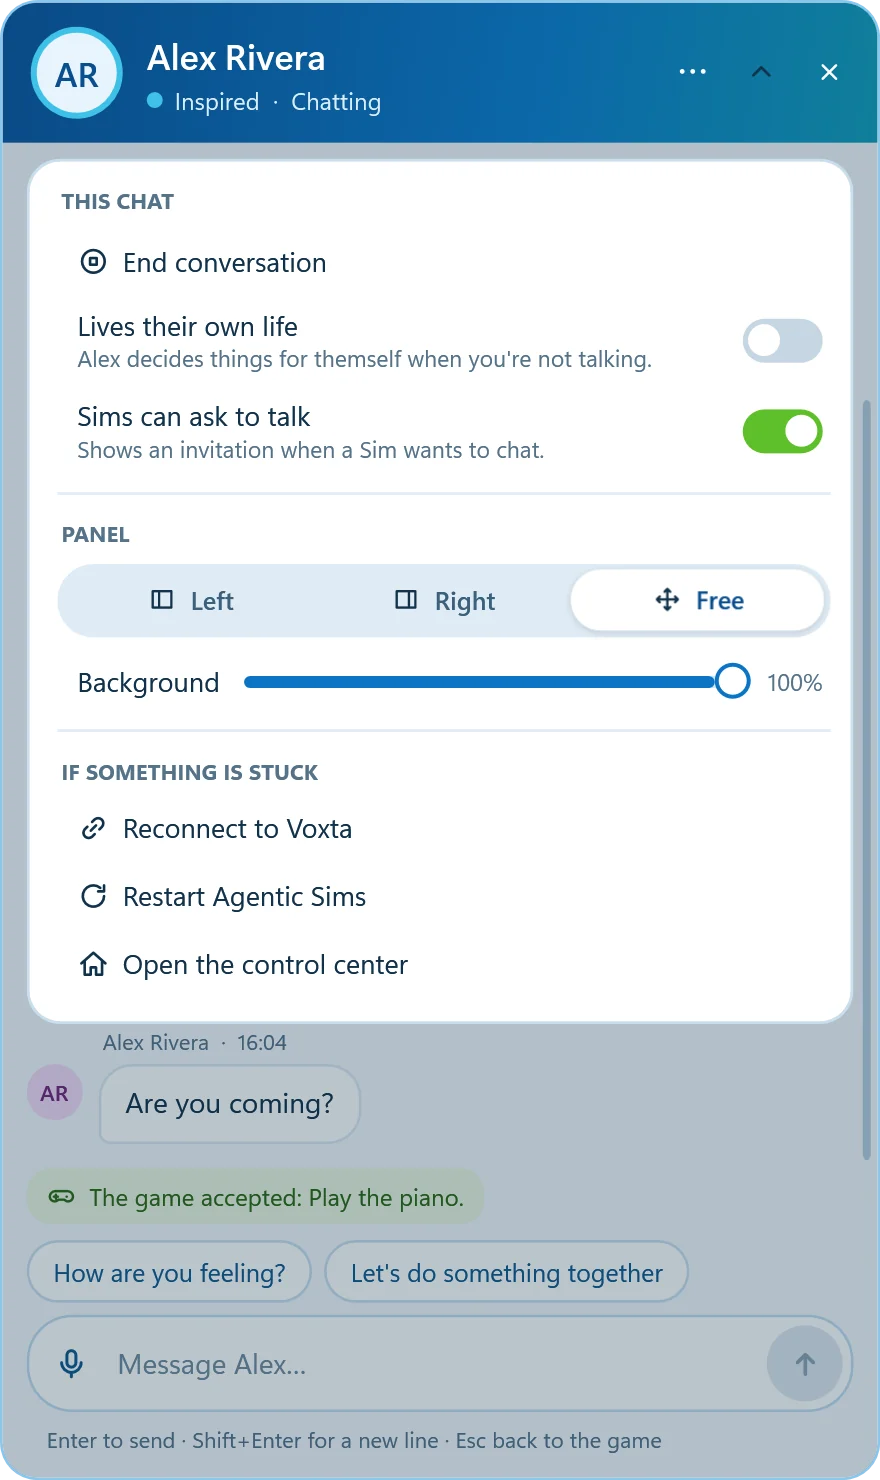 AR
Alex Rivera
Inspired · Chatting
THIS CHAT
End conversation
Lives their own life
Alex decides things for themself when you're not talking.
Sims can ask to talk
Shows an invitation when a Sim wants to chat.
PANEL
Left
Right
Free
Background
100%
IF SOMETHING IS STUCK
Reconnect to Voxta
Restart Agentic Sims
Open the control center
Alex Rivera · 16:04
AR
Are you coming?
The game accepted: Play the piano.
How are you feeling?
Let's do something together
Message Alex...
Enter to send · Shift+Enter for a new line · Esc back to the game